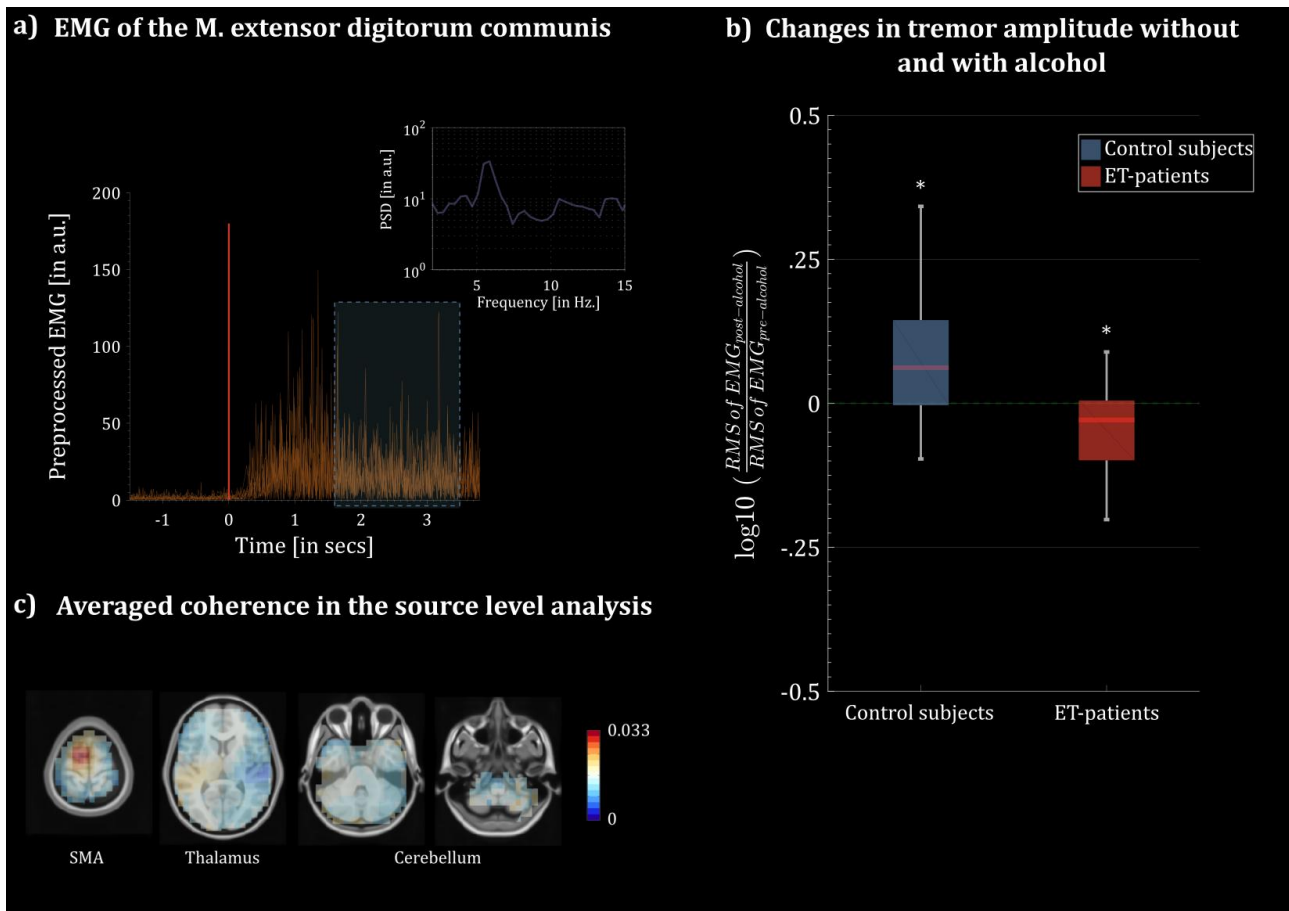 a) EMG of the M. extensor digitorum communis
Preprocessed EMG [in a.u.]
200
150
100
50
0
-1 0 1 2 3
Time [in secs]
PSD [in a.u.]
10^2
10^1
10^0
5 10 15
Frequency [in Hz.]
b) Changes in tremor amplitude without
and with alcohol
log10 (RMS of EMG_post-alcohol / RMS of EMG_pre-alcohol)
0.5
.25
0
-.25
-0.5
Control subjects
ET-patients
*
*
Control subjects ET-patients
c) Averaged coherence in the source level analysis
0.033
0
SMA Thalamus Cerebellum